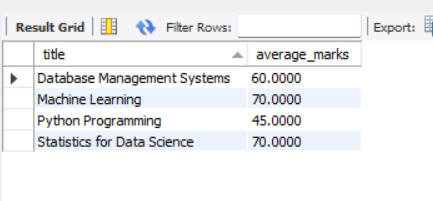 Result Grid Filter Rows: Export:
title average_marks
Database Management Systems 60.0000
Machine Learning 70.0000
Python Programming 45.0000
Statistics for Data Science 70.0000